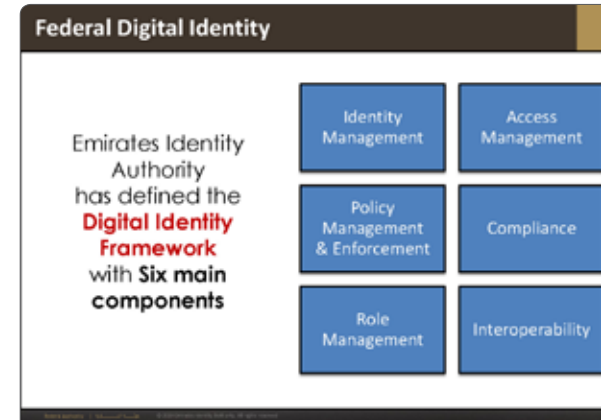 Federal Digital Identity
Emirates Identity
Authority
has defined the
Digital Identity
Framework
with Six main
components
Identity
Management
Access
Management
Policy
Management
& Enforcement
Compliance
Role
Management
Interoperability